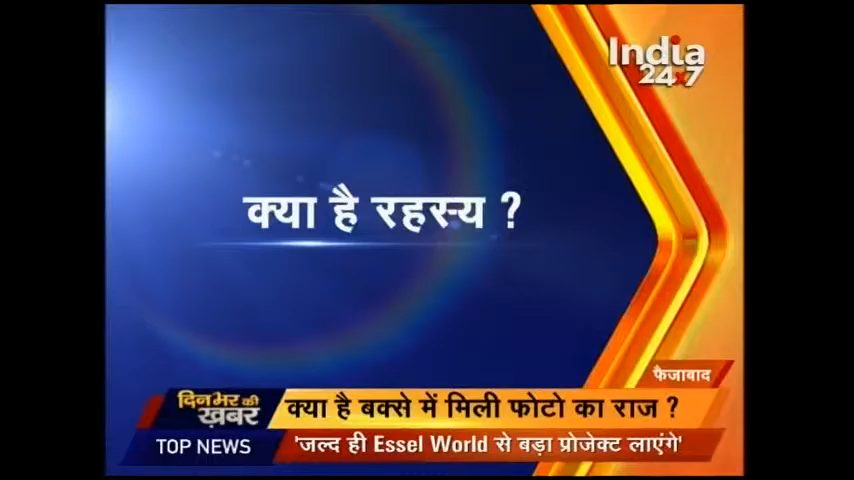 India
24x7
क्या है रहस्य ?
फैजाबाद
दिनभर की
ख़बर
क्या है बक्से में मिली फोटो का राज ?
TOP NEWS
'जल्द ही Essel World से बड़ा प्रोजेक्ट लाएंगे'